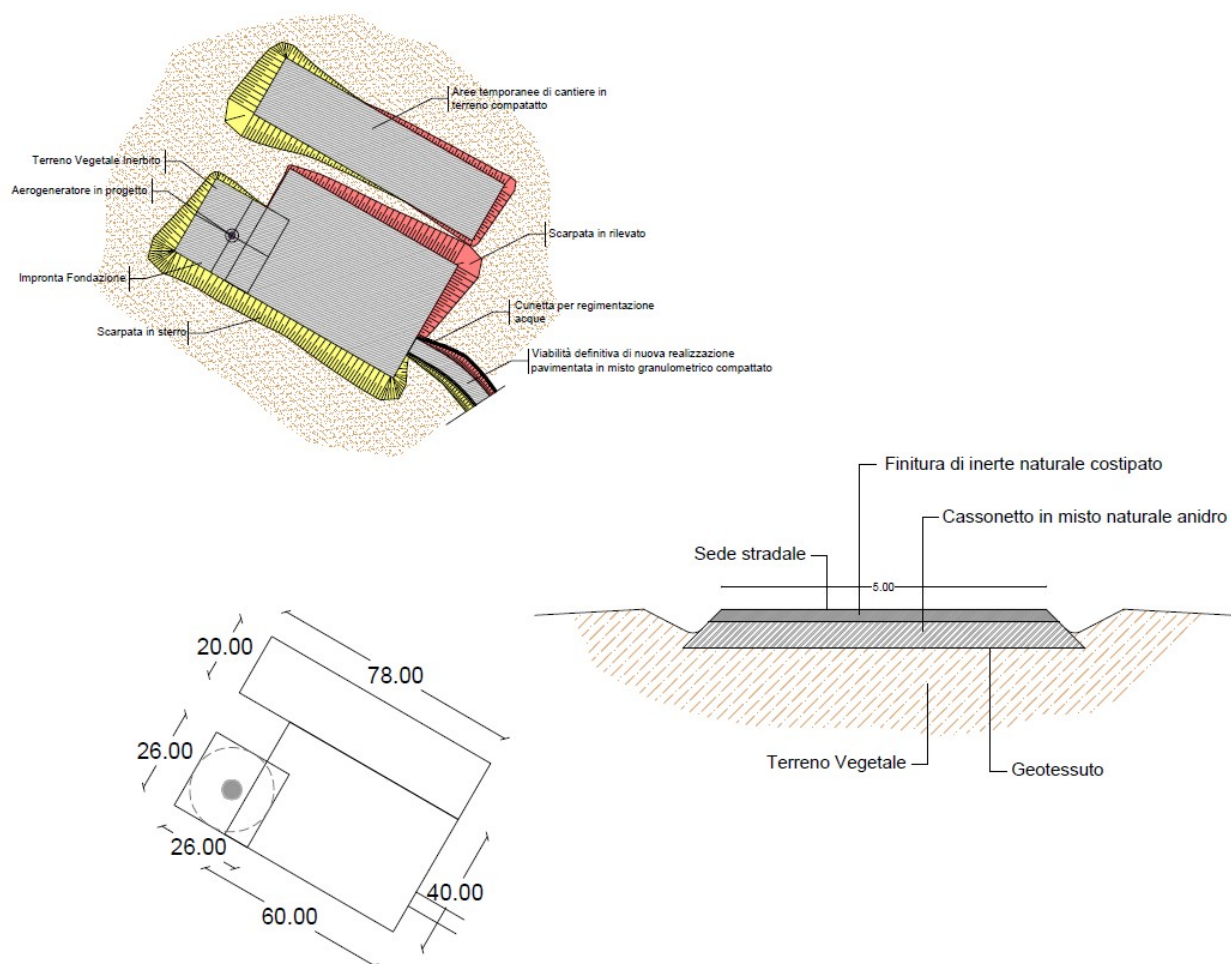 Aree temporanee di cantiere in
terreno compatatto
Terreno Vegetale Inerbito
Aerogeneratore in progetto
Scarpata in rilevato
Impronta Fondazione
Cunetta per regimentazione
acque
Scarpata in sterro
Viabilità definitiva di nuova realizzazione
pavimentata in misto granulometrico compattato
Finitura di inerte naturale costipato
Cassonetto in misto naturale anidro
Sede stradale
5.00
Terreno Vegetale
Geotessuto
20.00
78.00
26.00
26.00
40.00
60.00